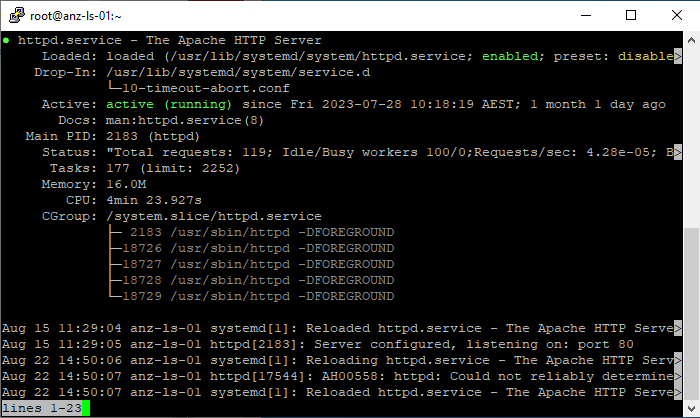 root@anz-ls-01:~
● httpd.service - The Apache HTTP Server
Loaded: loaded (/usr/lib/systemd/system/httpd.service; enabled; preset: disable>
Drop-In: /usr/lib/systemd/system/service.d
└─10-timeout-abort.conf
Active: active (running) since Fri 2023-07-28 10:18:19 AEST; 1 month 1 day ago
Docs: man:httpd.service(8)
Main PID: 2183 (httpd)
Status: "Total requests: 119; Idle/Busy workers 100/0;Requests/sec: 4.28e-05; B>
Tasks: 177 (limit: 2252)
Memory: 16.0M
CPU: 4min 23.927s
CGroup: /system.slice/httpd.service
├─ 2183 /usr/sbin/httpd -DFOREGROUND
├─18726 /usr/sbin/httpd -DFOREGROUND
├─18727 /usr/sbin/httpd -DFOREGROUND
├─18728 /usr/sbin/httpd -DFOREGROUND
└─18729 /usr/sbin/httpd -DFOREGROUND
Aug 15 11:29:04 anz-ls-01 systemd[1]: Reloaded httpd.service - The Apache HTTP Serve>
Aug 15 11:29:05 anz-ls-01 httpd[2183]: Server configured, listening on: port 80
Aug 22 14:50:06 anz-ls-01 systemd[1]: Reloading httpd.service - The Apache HTTP Serv>
Aug 22 14:50:07 anz-ls-01 httpd[17544]: AH00558: httpd: Could not reliably determine>
Aug 22 14:50:07 anz-ls-01 systemd[1]: Reloaded httpd.service - The Apache HTTP Serve>
lines 1-23